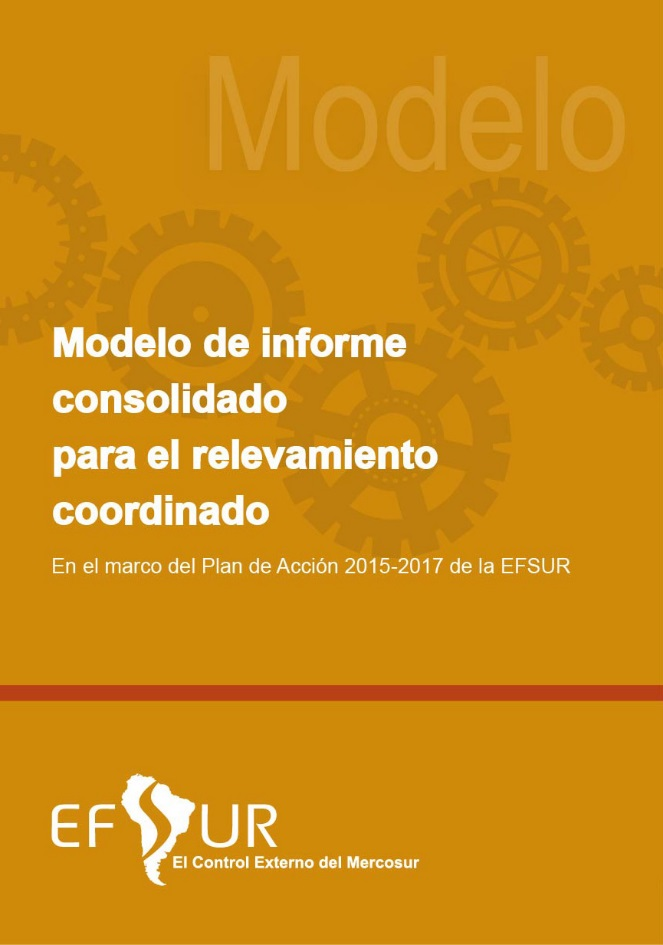 Modelo
Modelo de informe
consolidado
para el relevamiento
coordinado
En el marco del Plan de Acción 2015-2017 de la EFSUR
EFSUR
El Control Externo del Mercosur